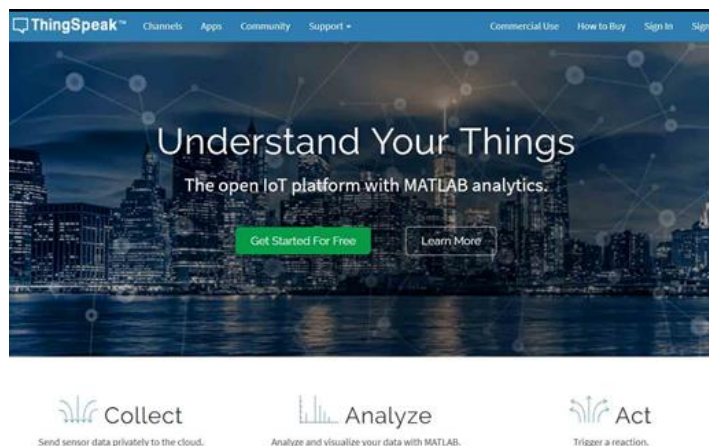 ThingSpeak™ Channels Apps Community Support Commercial Use How to Buy Sign In Sign
Understand Your Things
The open IoT platform with MATLAB analytics.
Get Started For Free Learn More
Collect Analyze Act
Send sensor data privately to the cloud. Analyze and visualize your data with MATLAB. Trigger a reaction.